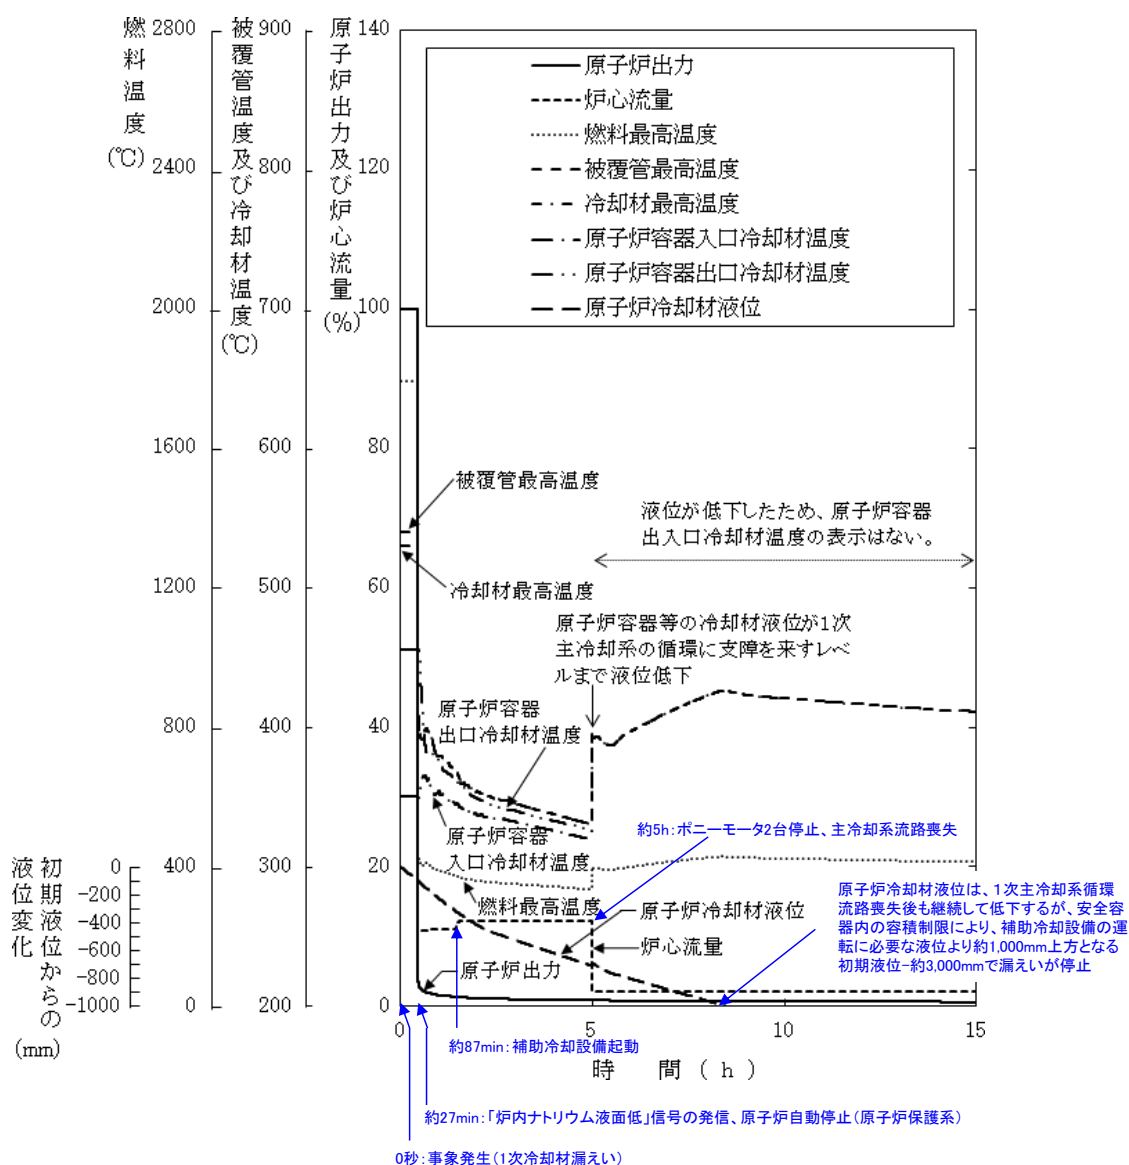 燃料温度
(℃)
2800
2400
2000
1600
1200
800
400
0
被覆管温度及び冷却材温度
(℃)
900
800
700
600
500
400
300
200
原子炉出力及び炉心流量
(%)
140
120
100
80
60
40
20
0
初期液位からの
液位変化
(mm)
0
-200
-400
-600
-800
-1000
原子炉出力
炉心流量
燃料最高温度
被覆管最高温度
冷却材最高温度
原子炉容器入口冷却材温度
原子炉容器出口冷却材温度
原子炉冷却材液位
被覆管最高温度
冷却材最高温度
液位が低下したため、原子炉容器
出入口冷却材温度の表示はない。
原子炉容器等の冷却材液位が1次
主冷却系の循環に支障を来すレベ
ルまで液位低下
原子炉容器
出口冷却材温度
原子炉容器
入口冷却材温度
燃料最高温度
原子炉冷却材液位
炉心流量
原子炉出力
約5h:ポニーモータ2台停止、主冷却系流路喪失
原子炉冷却材液位は、1次主冷却系循環
流路喪失後も継続して低下するが、安全容
器内の容積制限により、補助冷却設備の運
転に必要な液位より約1,000mm上方となる
初期液位-約3,000mmで漏えいが停止
0
5
10
15
時 間 ( h )
約87min:補助冷却設備起動
約27min:「炉内ナトリウム液面低」信号の発信、原子炉自動停止(原子炉保護系)
0秒:事象発生(1次冷却材漏えい)